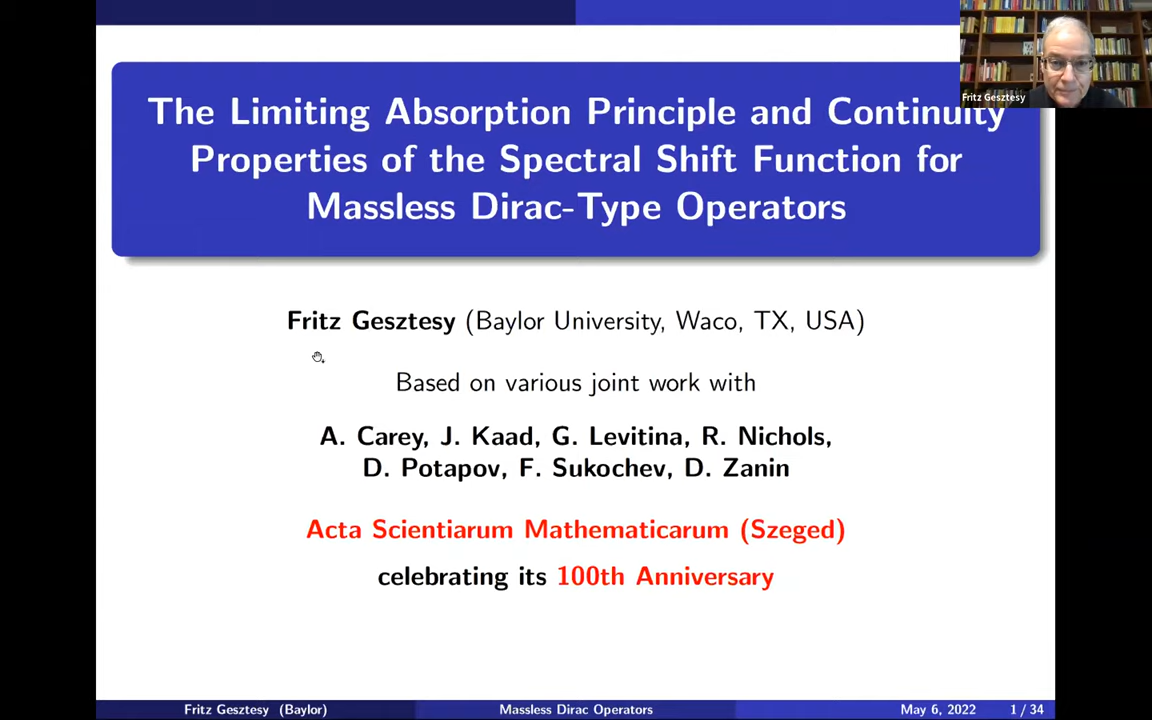 The Limiting Absorption Principle and Continuity
Properties of the Spectral Shift Function for
Massless Dirac-Type Operators
Fritz Gesztesy
Fritz Gesztesy (Baylor University, Waco, TX, USA)
Based on various joint work with
A. Carey, J. Kaad, G. Levitina, R. Nichols,
D. Potapov, F. Sukochev, D. Zanin
Acta Scientiarum Mathematicarum (Szeged)
celebrating its 100th Anniversary
Fritz Gesztesy (Baylor) Massless Dirac Operators May 6, 2022 1 / 34